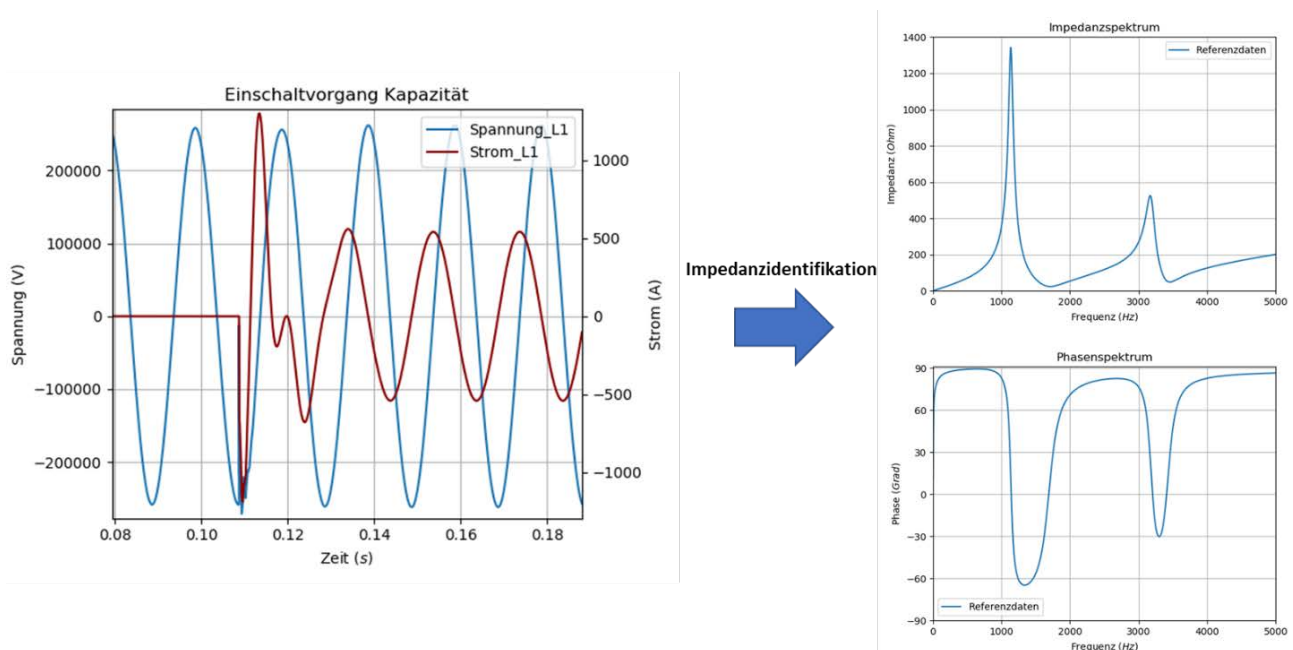 Einschaltvorgang Kapazität
Spannung_L1
Strom_L1
Spannung (V)
200000
100000
0
−100000
−200000
1000
500
0
−500
−1000
Strom (A)
0.08 0.10 0.12 0.14 0.16 0.18
Zeit (s)
Impedanzidentifikation
Impedanzspektrum
Referenzdaten
Impedanz (Ohm)
1400
1200
1000
800
600
400
200
0
0 1000 2000 3000 4000 5000
Frequenz (Hz)
Phasenspektrum
Phase (Grad)
90
60
30
0
−30
−60
−90
Referenzdaten
0 1000 2000 3000 4000 5000
Frequenz (Hz)